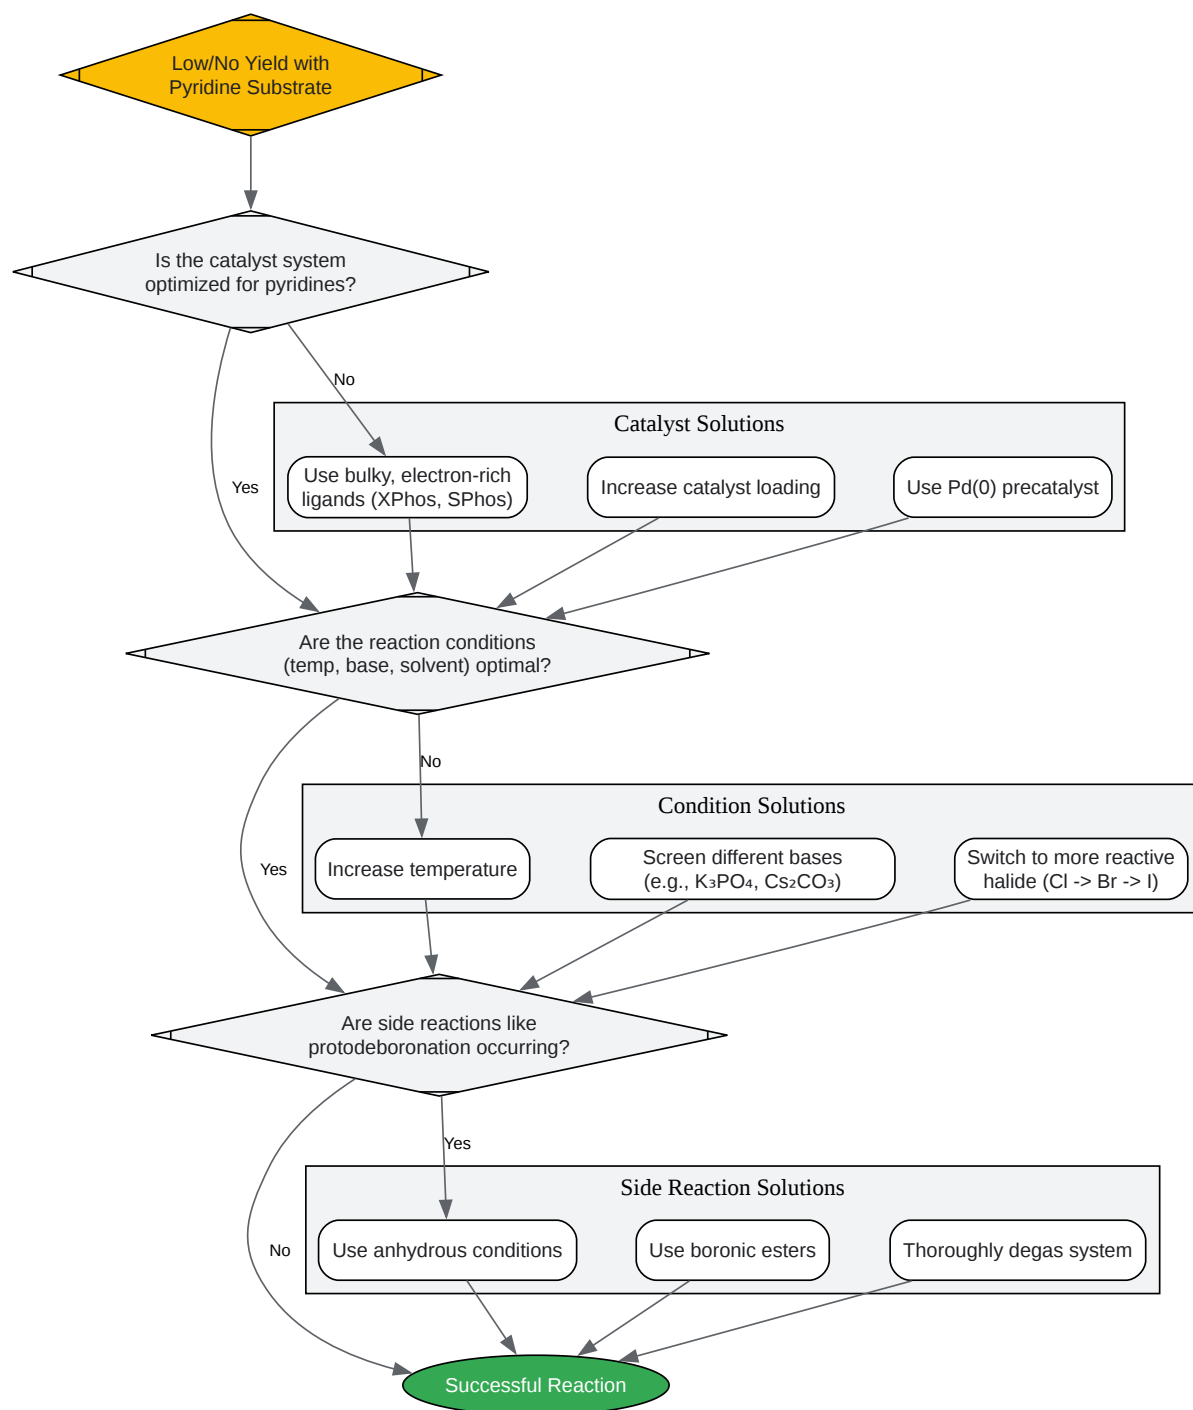 Low/No Yield with
Pyridine Substrate
Is the catalyst system
optimized for pyridines?
No
Yes
Catalyst Solutions
Use bulky, electron-rich
ligands (XPhos, SPhos)
Increase catalyst loading
Use Pd(0) precatalyst
Are the reaction conditions
(temp, base, solvent) optimal?
No
Yes
Condition Solutions
Increase temperature
Screen different bases
(e.g., K₃PO₄, Cs₂CO₃)
Switch to more reactive
halide (Cl -> Br -> I)
Are side reactions like
protodeboronation occurring?
Yes
No
Side Reaction Solutions
Use anhydrous conditions
Use boronic esters
Thoroughly degas system
Successful Reaction